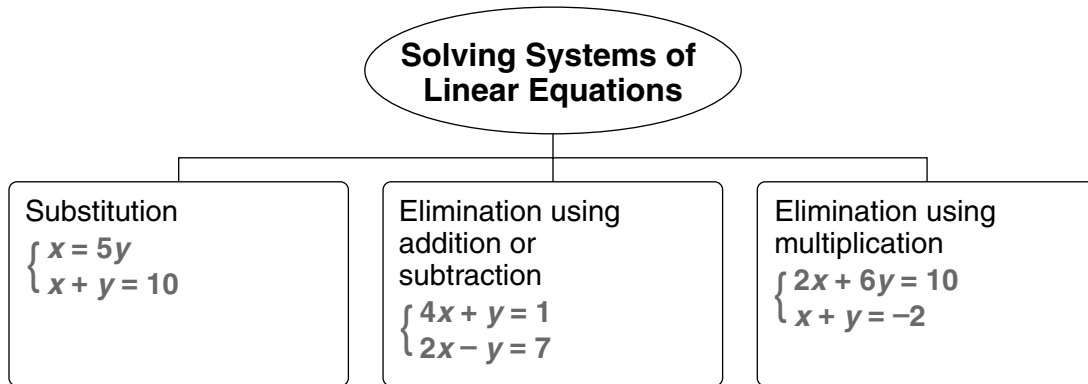 Solving Systems of
Linear Equations
Substitution
x = 5y
x + y = 10
Elimination using
addition or
subtraction
4x + y = 1
2x – y = 7
Elimination using
multiplication
2x + 6y = 10
x + y = –2